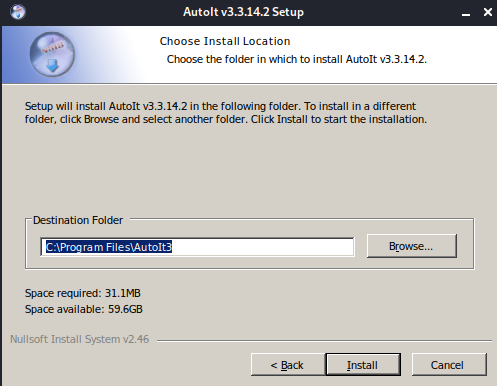 AutoIt v3.3.14.2 Setup
Choose Install Location
Choose the folder in which to install AutoIt v3.3.14.2.
Setup will install AutoIt v3.3.14.2 in the following folder. To install in a different
folder, click Browse and select another folder. Click Install to start the installation.
Destination Folder
C:\Program Files\AutoIt3
Browse...
Space required: 31.1MB
Space available: 59.6GB
Nullsoft Install System v2.46
< Back
Install
Cancel